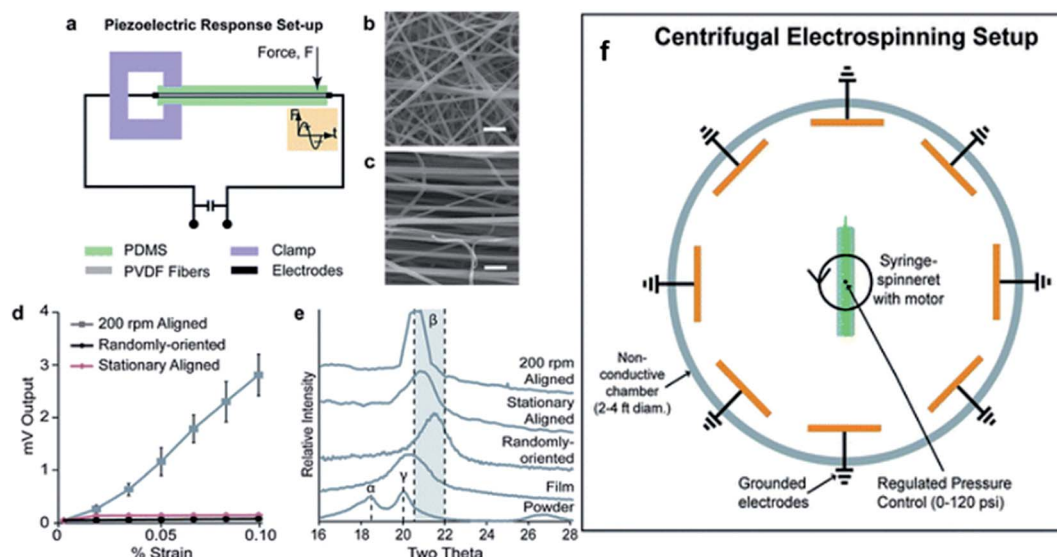 a
Piezoelectric Response Set-up
Force, F
F
t
PDMS
Clamp
PVDF Fibers
Electrodes
b
c
d
mV Output
4
3
2
1
0
200 rpm Aligned
Randomly-oriented
Stationary Aligned
0
0.05
0.10
% Strain
e
Relative Intensity
β
200 rpm
Aligned
Stationary
Aligned
Randomly-
oriented
Film
Powder
α
γ
16 18 20 22 24 26 28
Two Theta
f
Centrifugal Electrospinning Setup
Syringe-
spinneret
with motor
Non-
conductive
chamber
(2-4 ft diam.)
Grounded
electrodes
Regulated Pressure
Control (0-120 psi)